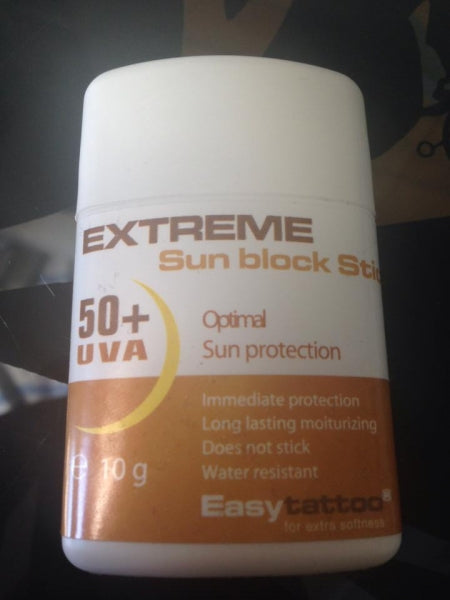 EXTREME
Sun block Stic
50+
UVA
Optimal
Sun protection
Immediate protection
Long lasting moiturizing
Does not stick
Water resistant
e 10 g
Easytattoo®
for extra softness